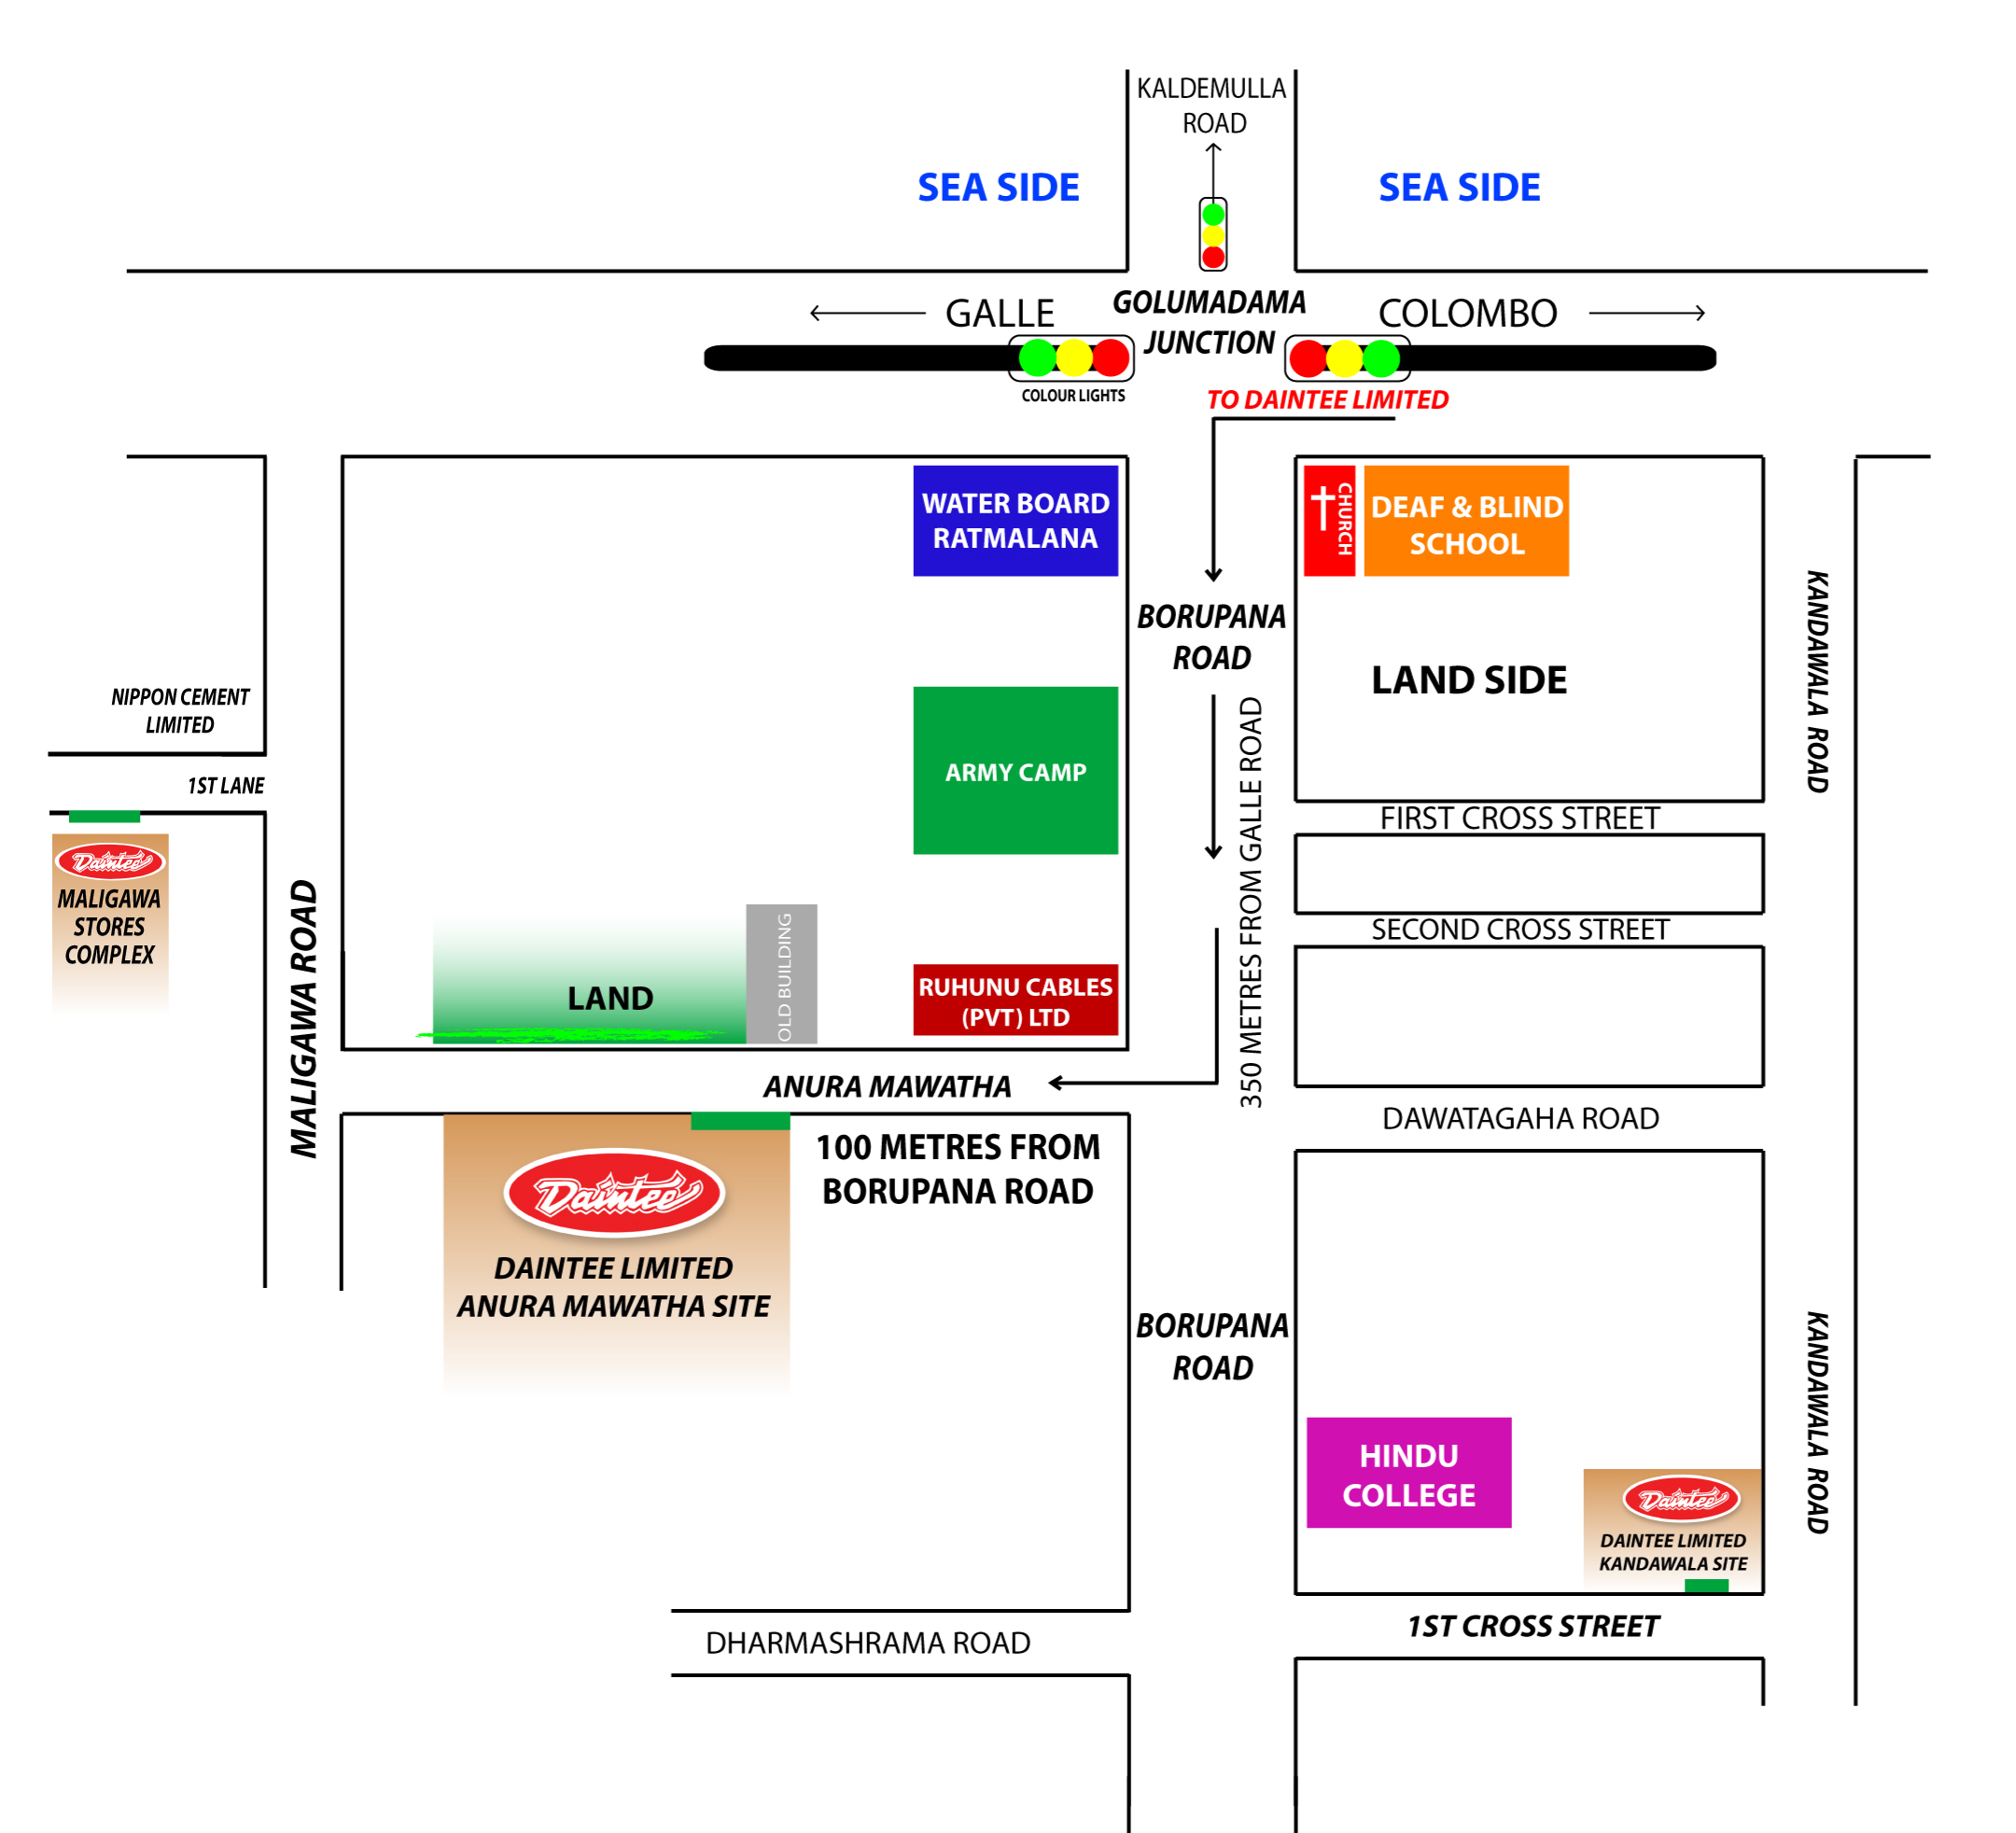 KALDEMULLA
ROAD
SEA SIDE
SEA SIDE
GALLE
GOLUMADAMA
JUNCTION
COLOMBO
COLOUR LIGHTS
TO DAINTEE LIMITED
WATER BOARD
RATMALANA
CHURCH
DEAF & BLIND
SCHOOL
BORUPANA
ROAD
LAND SIDE
KANDAWALA ROAD
NIPPON CEMENT
LIMITED
1ST LANE
ARMY CAMP
350 METRES FROM GALLE ROAD
FIRST CROSS STREET
Daintee
MALIGAWA
STORES
COMPLEX
MALIGAWA ROAD
SECOND CROSS STREET
LAND
OLD BUILDING
RUHUNU CABLES
(PVT) LTD
ANURA MAWATHA
DAWATAGAHA ROAD
100 METRES FROM
BORUPANA ROAD
Daintee
DAINTEE LIMITED
ANURA MAWATHA SITE
BORUPANA
ROAD
KANDAWALA ROAD
HINDU
COLLEGE
Daintee
DAINTEE LIMITED
KANDAWALA SITE
1ST CROSS STREET
DHARMASHRAMA ROAD